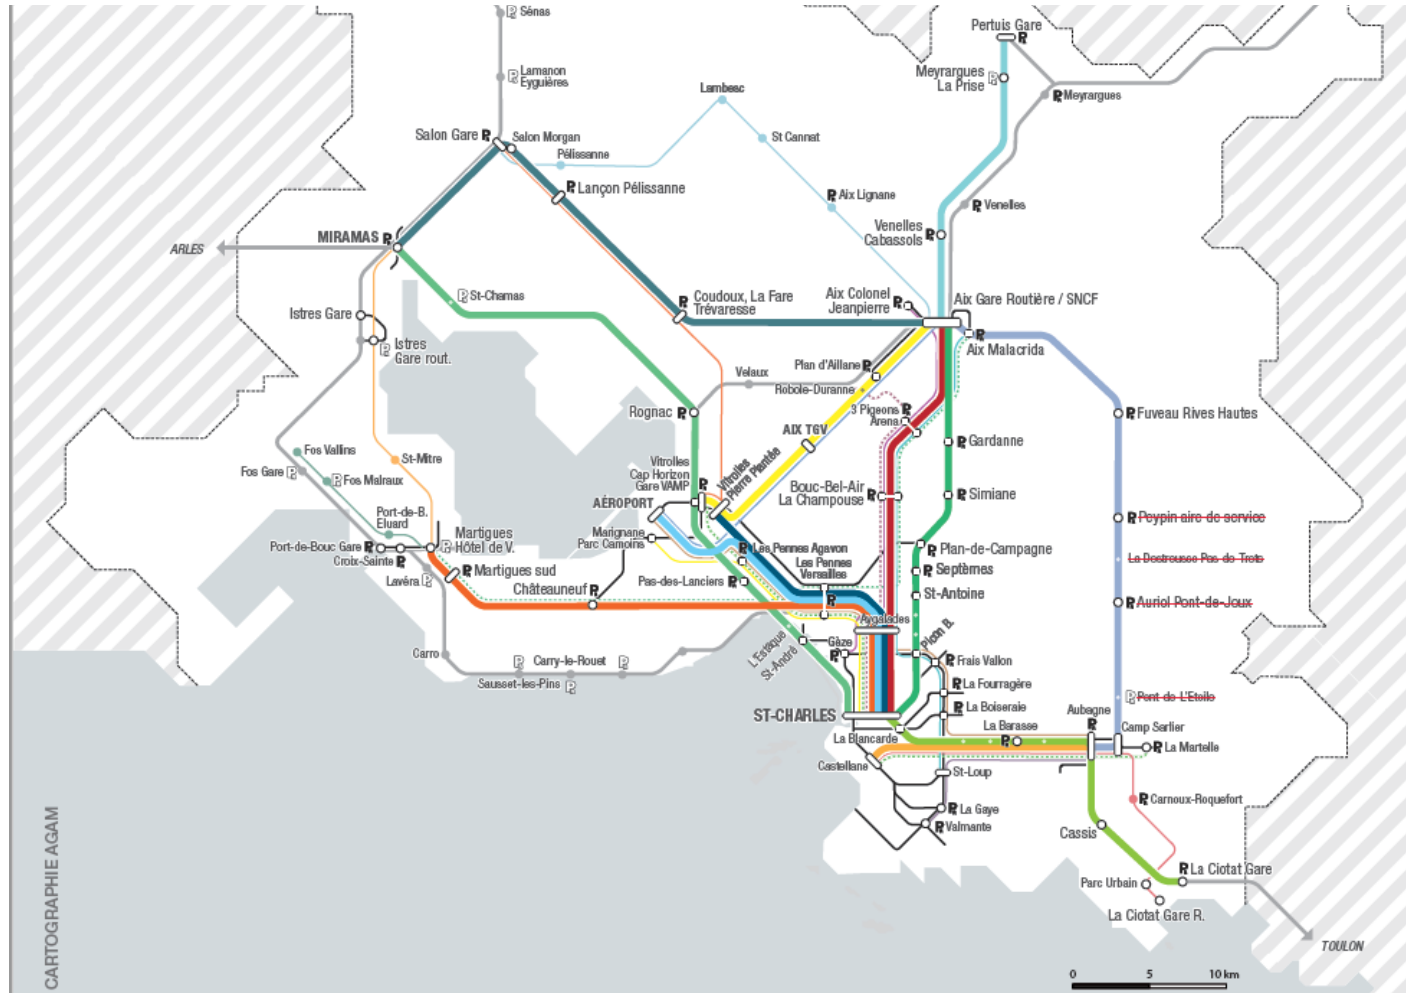 Sénas
Pertuis Gare
Lamanon
Eyguières
Meyrargues
La Prise
Meyrargues
Lambesc
Salon Gare
Salon Morgan
St Cannat
Pélissanne
Lançon Pélissanne
Aix Lignane
Venelles
Venelles
Cabassols
MIRAMAS
ARLES
St-Chamas
Coudoux, La Fare
Trévaresse
Aix Colonel
Jeanpierre
Aix Gare Routière / SNCF
Istres Gare
Istres
Gare rout.
Aix Malacrida
Plan d'Aillane
Velaux
Robole-Duranne
Rognac
3 Pigeons
Arena
Fuveau Rives Hautes
AIX TGV
Gardanne
Fos Vallins
St-Mitre
Fos Gare
Fos Malraux
Vitrolles
Cap Horizon
Gare VAMP
Vitrolles
Pierre Plantée
Bouc-Bel-Air
La Champouse
Simiane
AÉROPORT
Port-de-B.
Eluard
Peypin aire de service
Martigues
Hôtel de V.
Marignane
Parc Camoins
Port-de-Bouc Gare
Croix-Sainte
Les Pennes Agavon
Les Pennes
Versailles
Plan-de-Campagne
La Destrousse Pas de Trets
Martigues sud
Lavéra
Pas-des-Lanciers
Septèmes
Châteauneuf
St-Antoine
Auriol Pont-de-Joux
Aygalades
Picon B.
L'Estaque
St-André
Gèze
Carro
Carry-le-Rouet
Frais Vallon
Sausset-les-Pins
La Fourragère
Pont de L'Etoile
ST-CHARLES
La Boiseraie
Aubagne
La Barasse
Camp Sarlier
La Blancarde
La Martelle
Castellane
St-Loup
Carnoux-Roquefort
La Gaye
Valmante
Cassis
La Ciotat Gare
Parc Urbain
La Ciotat Gare R.
TOULON
CARTOGRAPHIE AGAM
0 5 10 km